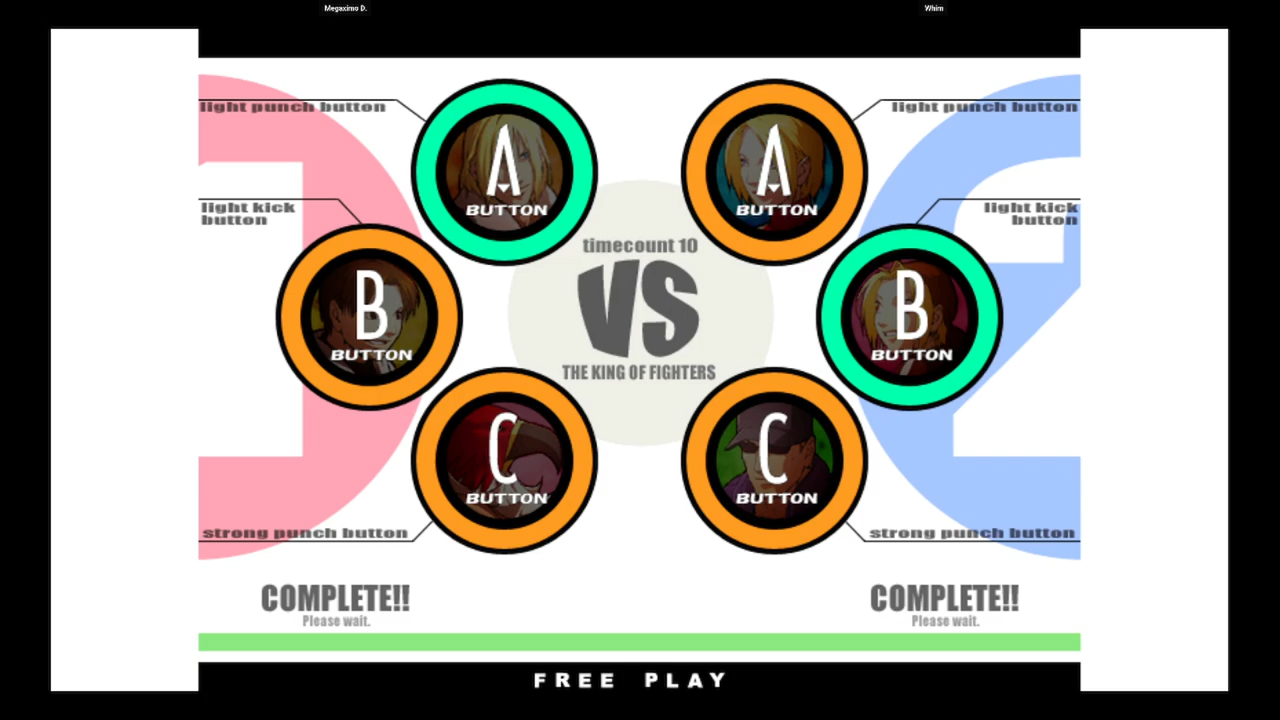 Megaximo D.
Whim
light punch button
light punch button
A
BUTTON
A
BUTTON
light kick
button
light kick
button
timecount 10
VS
THE KING OF FIGHTERS
B
BUTTON
B
BUTTON
C
BUTTON
C
BUTTON
strong punch button
strong punch button
COMPLETE!!
Please wait.
COMPLETE!!
Please wait.
FREE PLAY